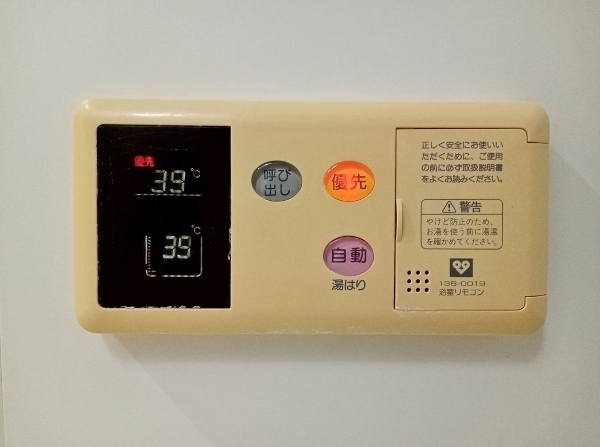 優先
39℃
39℃
呼び
出し
優先
自動
湯はり
正しく安全にお使いい
ただくために、ご使用
の前に必ず取扱説明書
をよくお読みください。
警告
やけど防止のため、
お湯を使う前に湯温
を確かめてください。
138-0019
浴室リモコン